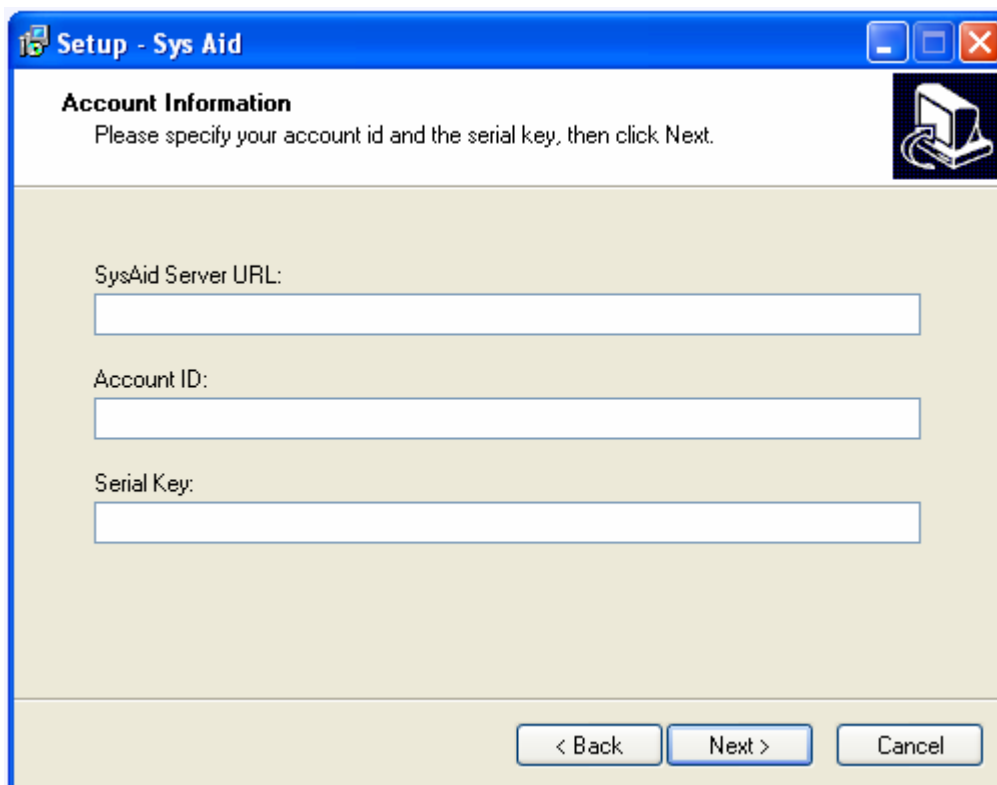 Setup - Sys Aid
Account Information
Please specify your account id and the serial key, then click Next.
SysAid Server URL:
Account ID:
Serial Key:
< Back Next > Cancel